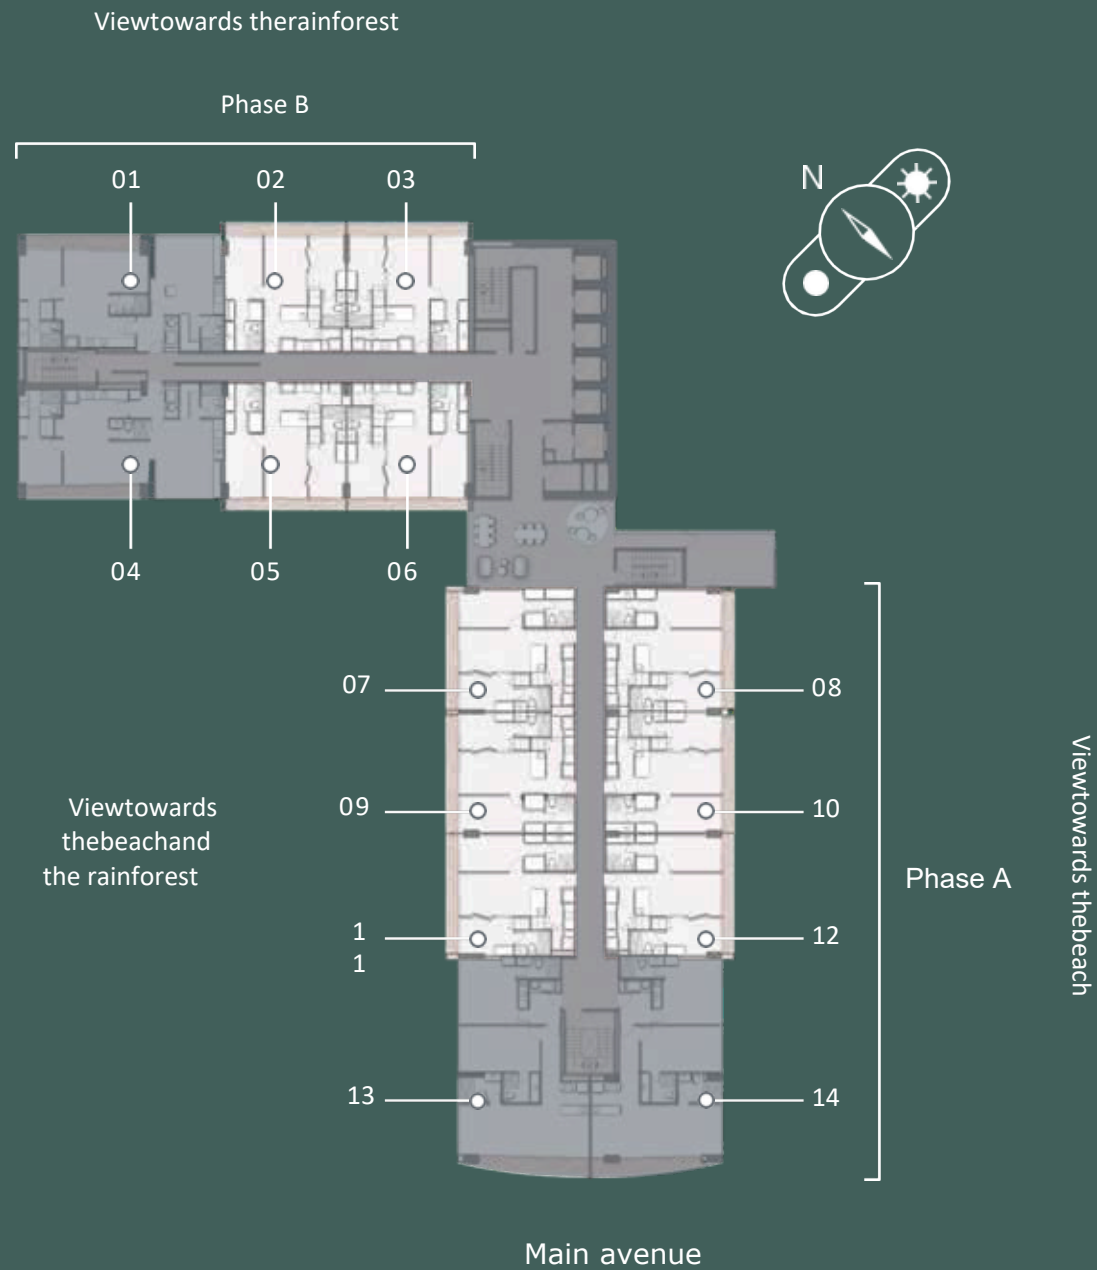 Viewtowards therainforest
Phase B
01
02
03
N
04
05
06
07
08
Viewtowards
thebeachand
the rainforest
09
10
Viewtowards thebeach
Phase A
1
1
12
13
14
Main avenue